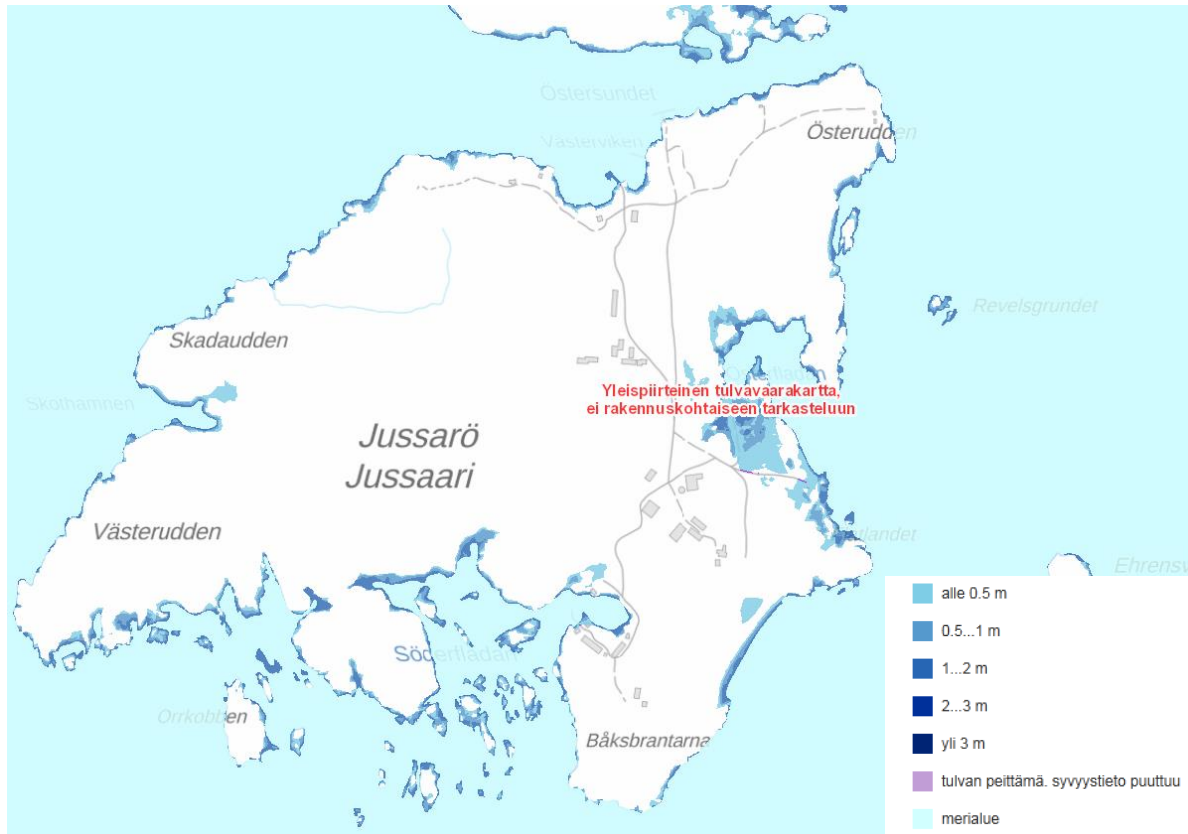 Östersundet
Västerviken
Österudden
Revelsgrundet
Skadaudden
Österfladan
Skothamnen
Yleispiirteinen tulvavaarakartta,
ei rakennuskohtaiseen tarkasteluun
Jussarö
Jussaari
Västerudden
Söderfladan
Orrkobben
Båksbrantarna
alle 0.5 m
0.5...1 m
1...2 m
2...3 m
yli 3 m
tulvan peittämä. syvyystieto puuttuu
merialue